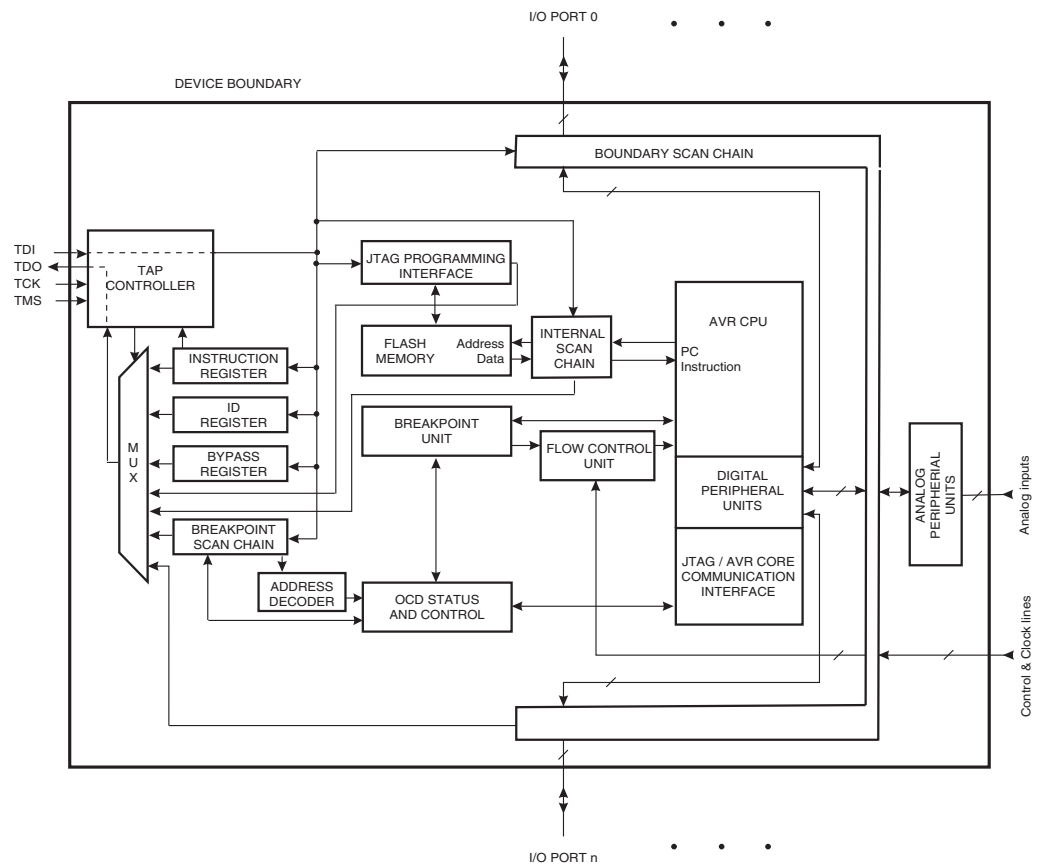 I/O PORT 0
DEVICE BOUNDARY
BOUNDARY SCAN CHAIN
TDI
TDO
TCK
TMS
TAP
CONTROLLER
JTAG PROGRAMMING
INTERFACE
AVR CPU
FLASH
MEMORY
Address
Data
INTERNAL
SCAN
CHAIN
PC
Instruction
INSTRUCTION
REGISTER
ID
REGISTER
M
U
X
BYPASS
REGISTER
BREAKPOINT
UNIT
FLOW CONTROL
UNIT
DIGITAL
PERIPHERAL
UNITS
ANALOG
PERIPHERIAL
UNITS
Analog inputs
BREAKPOINT
SCAN CHAIN
ADDRESS
DECODER
OCD STATUS
AND CONTROL
JTAG / AVR CORE
COMMUNICATION
INTERFACE
Control & Clock lines
I/O PORT n